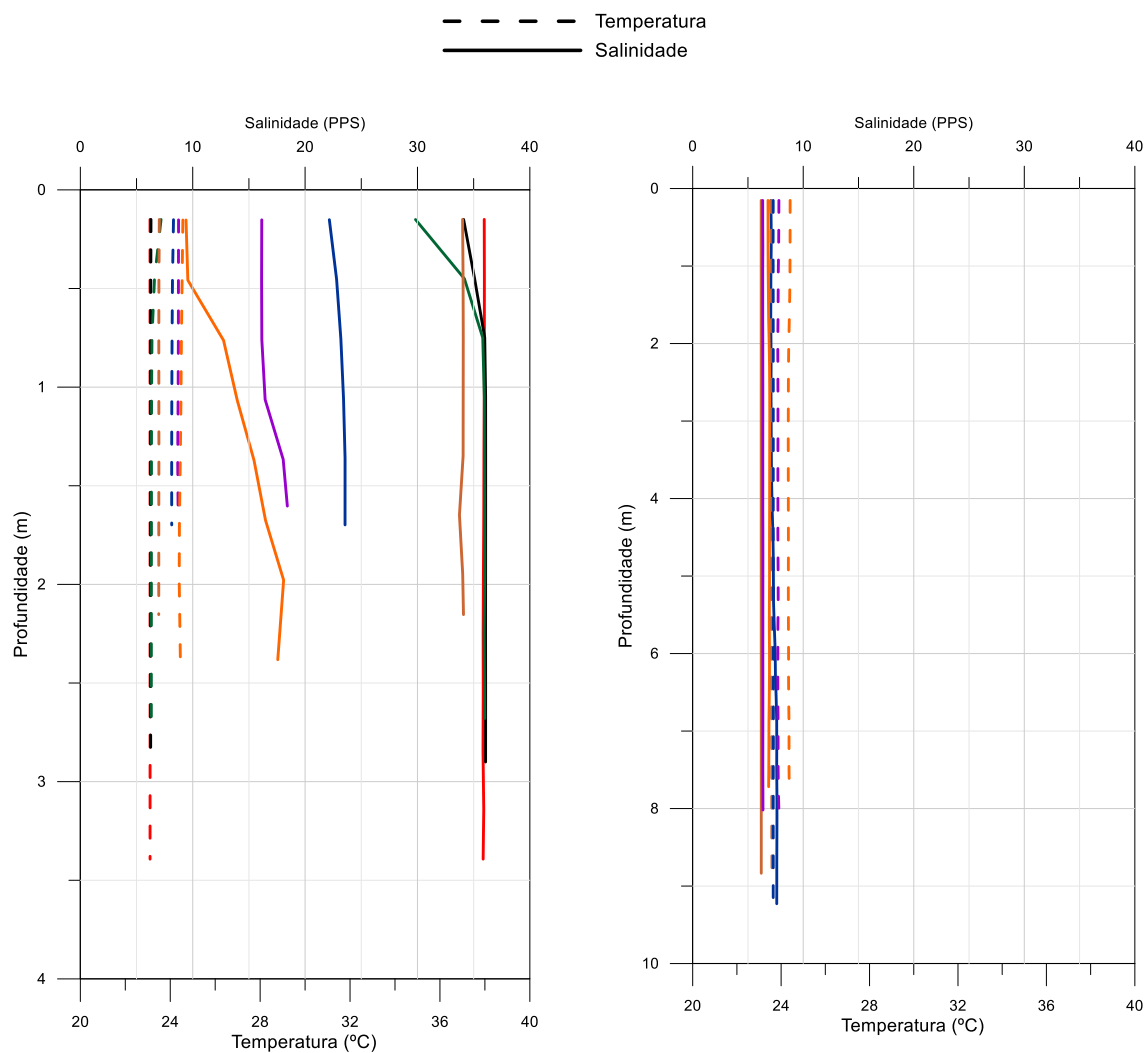 Temperatura
Salinidade
Salinidade (PPS)
0 10 20 30 40
0
1
2
3
4
Profundidade (m)
20 24 28 32 36 40
Temperatura (ºC)
Salinidade (PPS)
0 10 20 30 40
0
2
4
6
8
10
Profundidade (m)
20 24 28 32 36 40
Temperatura (ºC)